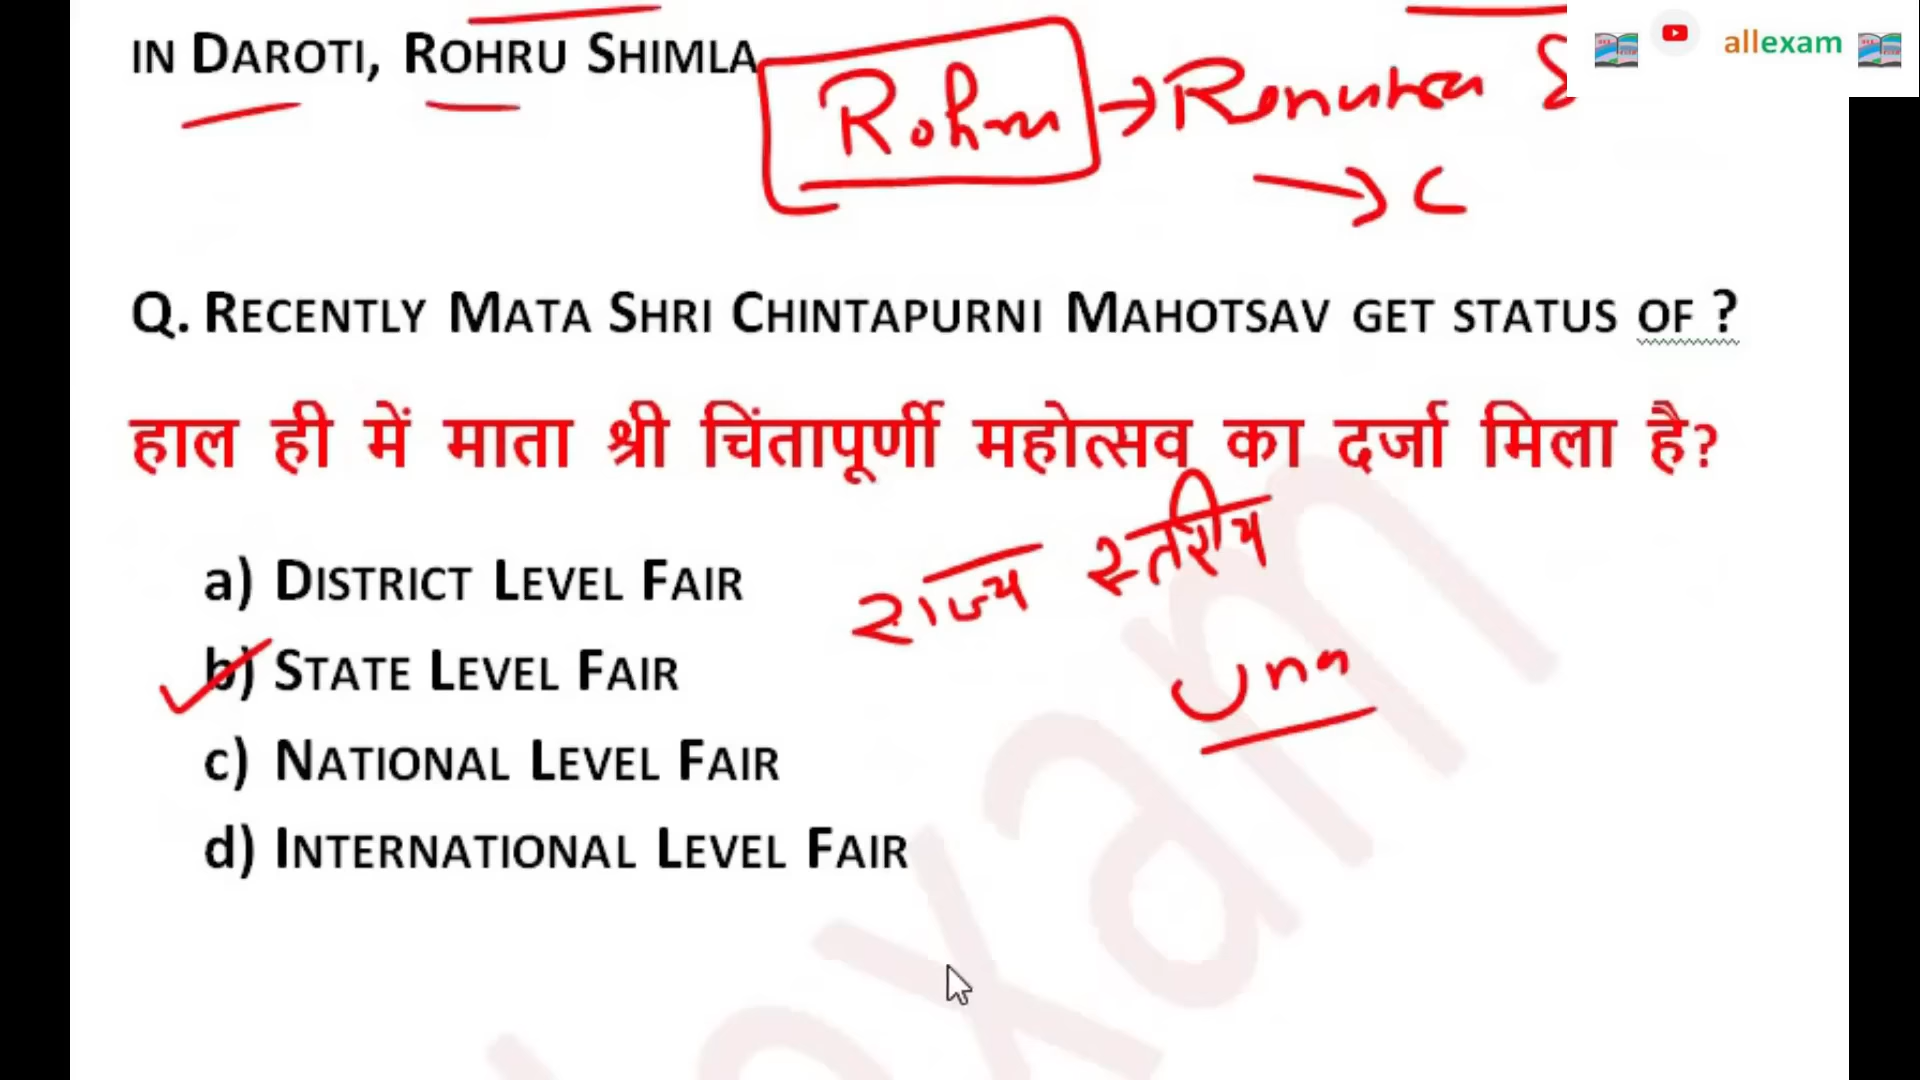 IN DAROTI, ROHRU SHIMLA
Rohru → Renuka
→ C
allexam
Q. RECENTLY MATA SHRI CHINTAPURNI MAHOTSAV GET STATUS OF ?
हाल ही में माता श्री चिंतापूर्णी महोत्सव का दर्जा मिला है?
राज्य स्तरीय
a) DISTRICT LEVEL FAIR
b) STATE LEVEL FAIR
Una
c) NATIONAL LEVEL FAIR
d) INTERNATIONAL LEVEL FAIR